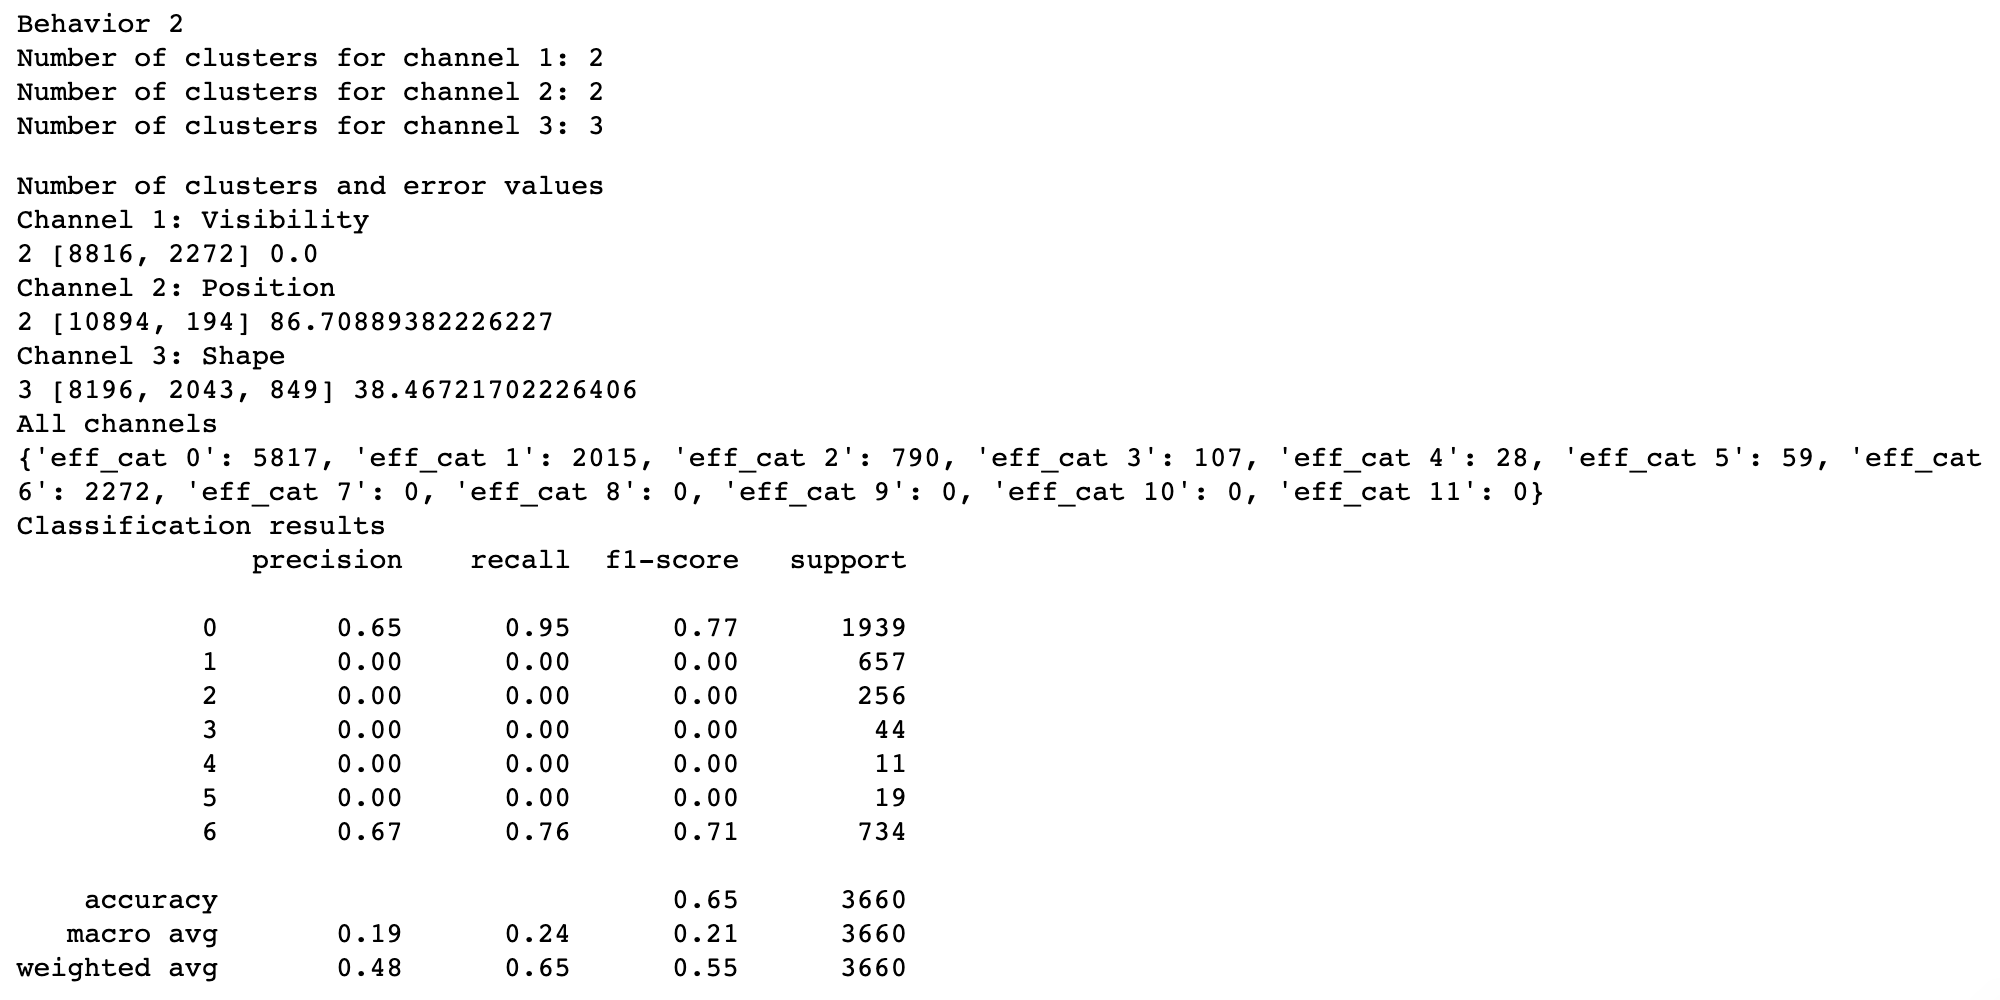 Behavior 2
Number of clusters for channel 1: 2
Number of clusters for channel 2: 2
Number of clusters for channel 3: 3
Number of clusters and error values
Channel 1: Visibility
2 [8816, 2272] 0.0
Channel 2: Position
2 [10894, 194] 86.70889382226227
Channel 3: Shape
3 [8196, 2043, 849] 38.46721702226406
All channels
{'eff_cat 0': 5817, 'eff_cat 1': 2015, 'eff_cat 2': 790, 'eff_cat 3': 107, 'eff_cat 4': 28, 'eff_cat 5': 59, 'eff_cat
6': 2272, 'eff_cat 7': 0, 'eff_cat 8': 0, 'eff_cat 9': 0, 'eff_cat 10': 0, 'eff_cat 11': 0}
Classification results
precision recall f1-score support
0 0.65 0.95 0.77 1939
1 0.00 0.00 0.00 657
2 0.00 0.00 0.00 256
3 0.00 0.00 0.00 44
4 0.00 0.00 0.00 11
5 0.00 0.00 0.00 19
6 0.67 0.76 0.71 734
accuracy 0.65 3660
macro avg 0.19 0.24 0.21 3660
weighted avg 0.48 0.65 0.55 3660